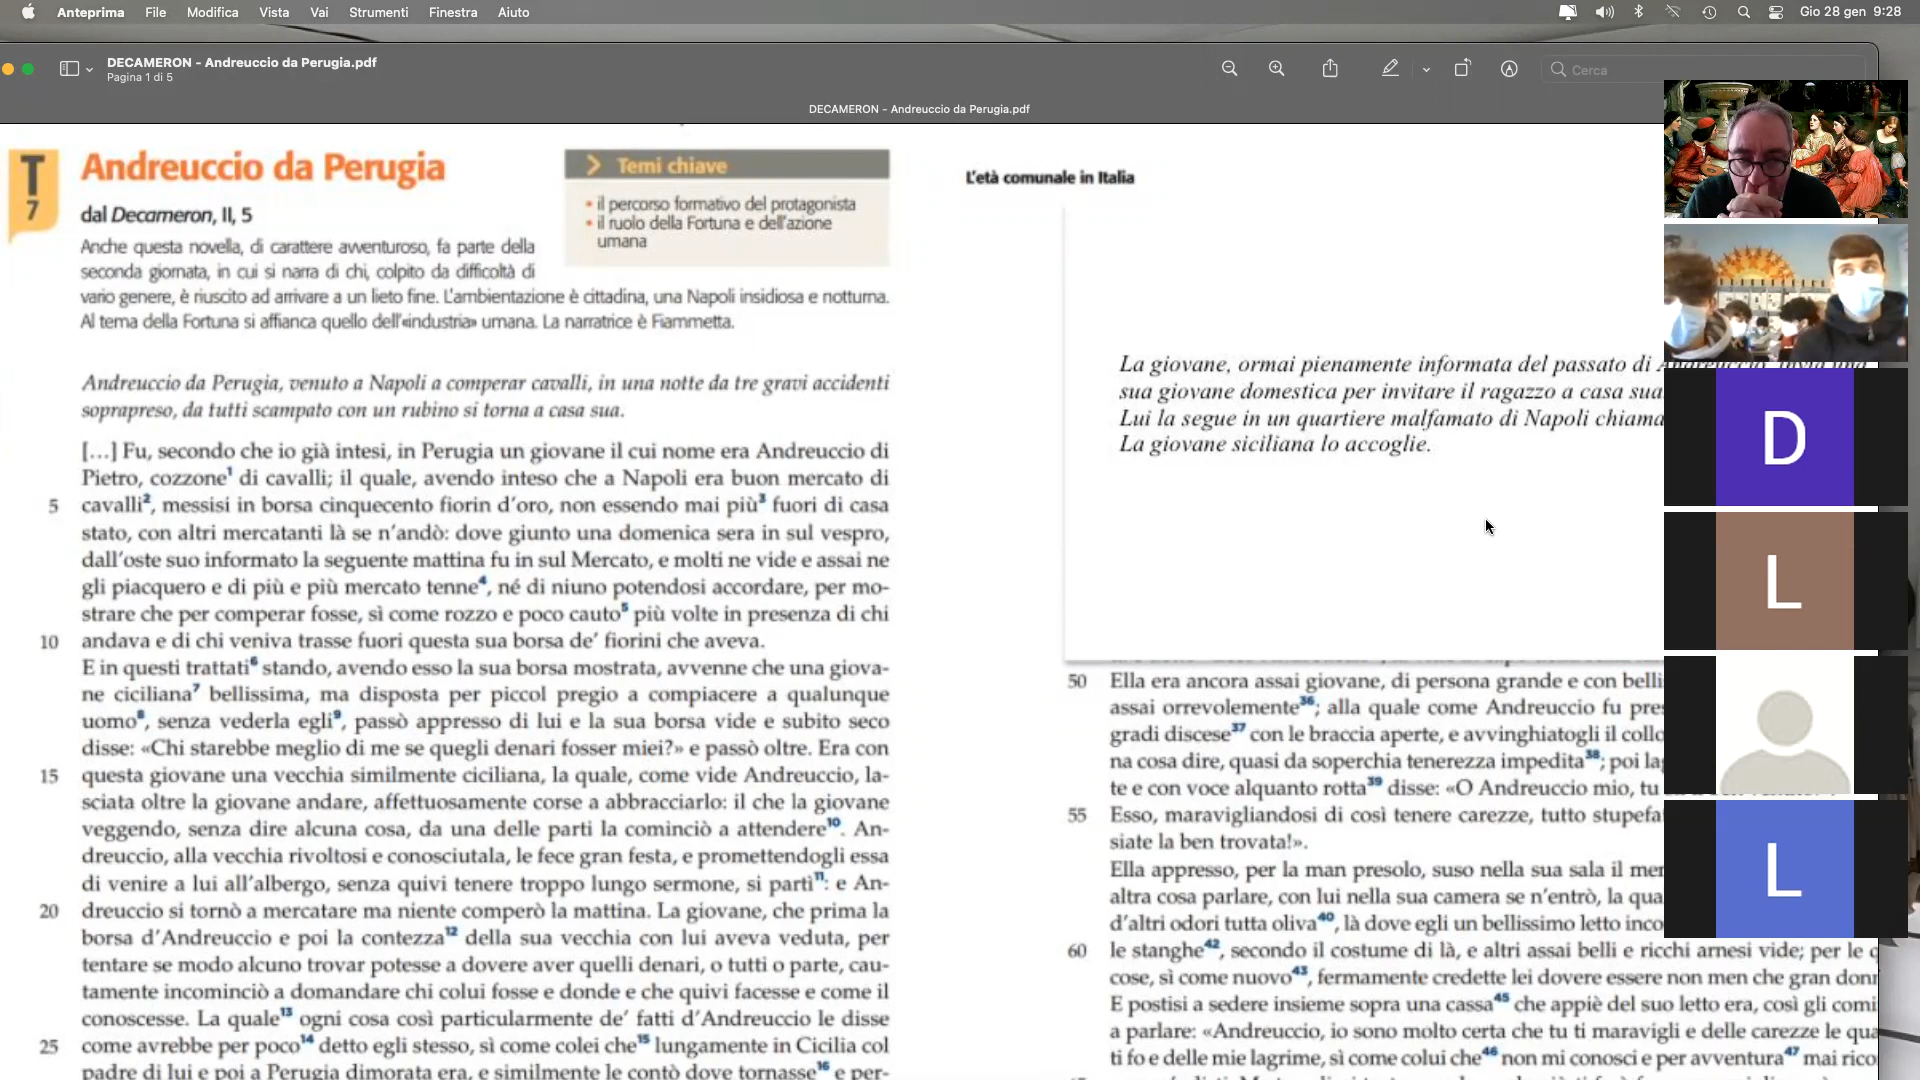 Anteprima File Modifica Vista Vai Strumenti Finestra Aiuto
Gio 28 gen 9:28
DECAMERON - Andreuccio da Perugia.pdf
Pagina 1 di 5
Cerca
DECAMERON - Andreuccio da Perugia.pdf
T
7
Andreuccio da Perugia
dal Decameron, II, 5
Temi chiave
• il percorso formativo del protagonista
• il ruolo della Fortuna e dell'azione
umana
Anche questa novella, di carattere avventuroso, fa parte della
seconda giornata, in cui si narra di chi, colpito da difficoltà di
vario genere, è riuscito ad arrivare a un lieto fine. L'ambientazione è cittadina, una Napoli insidiosa e notturna.
Al tema della Fortuna si affianca quello dell'«industria» umana. La narratrice è Fiammetta.
Andreuccio da Perugia, venuto a Napoli a comperar cavalli, in una notte da tre gravi accidenti
soprapreso, da tutti scampato con un rubino si torna a casa sua.
[…] Fu, secondo che io già intesi, in Perugia un giovane il cui nome era Andreuccio di
Pietro, cozzone1 di cavalli; il quale, avendo inteso che a Napoli era buon mercato di
5 cavalli2, messisi in borsa cinquecento fiorin d'oro, non essendo mai più3 fuori di casa
stato, con altri mercatanti là se n'andò: dove giunto una domenica sera in sul vespro,
dall'oste suo informato la seguente mattina fu in sul Mercato, e molti ne vide e assai ne
gli piacquero e di più e più mercato tenne4, né di niuno potendosi accordare, per mo-
strare che per comperar fosse, sì come rozzo e poco cauto5 più volte in presenza di chi
10 andava e di chi veniva trasse fuori questa sua borsa de' fiorini che aveva.
E in questi trattati6 stando, avendo esso la sua borsa mostrata, avvenne che una giova-
ne ciciliana7 bellissima, ma disposta per piccol pregio a compiacere a qualunque
uomo8, senza vederla egli9, passò appresso di lui e la sua borsa vide e subito seco
disse: «Chi starebbe meglio di me se quegli denari fosser miei?» e passò oltre. Era con
15 questa giovane una vecchia similmente ciciliana, la quale, come vide Andreuccio, la-
sciata oltre la giovane andare, affettuosamente corse a abbracciarlo: il che la giovane
veggendo, senza dire alcuna cosa, da una delle parti la cominciò a attendere10. An-
dreuccio, alla vecchia rivoltosi e conosciutala, le fece gran festa, e promettendogli essa
di venire a lui all'albergo, senza quivi tenere troppo lungo sermone, si partì11: e An-
20 dreuccio si tornò a mercatare ma niente comperò la mattina. La giovane, che prima la
borsa d'Andreuccio e poi la contezza12 della sua vecchia con lui aveva veduta, per
tentare se modo alcuno trovar potesse a dovere aver quelli denari, o tutti o parte, cau-
tamente incominciò a domandare chi colui fosse e donde e che quivi facesse e come il
conoscesse. La quale13 ogni cosa così particularmente de' fatti d'Andreuccio le disse
25 come avrebbe per poco14 detto egli stesso, sì come colei che15 lungamente in Cicilia col
padre di lui e poi a Perugia dimorata era, e similmente le contò dove tornasse16 e per-
L'età comunale in Italia
La giovane, ormai pienamente informata del passato di
sua giovane domestica per invitare il ragazzo a casa sua
Lui la segue in un quartiere malfamato di Napoli chiama
La giovane siciliana lo accoglie.
50 Ella era ancora assai giovane, di persona grande e con belli
assai orrevolemente36; alla quale come Andreuccio fu pres
gradi discese37 con le braccia aperte, e avvinghiatogli il collo
na cosa dire, quasi da soperchia tenerezza impedita38; poi la
te e con voce alquanto rotta39 disse: «O Andreuccio mio, tu
55 Esso, maravigliandosi di così tenere carezze, tutto stupefa
siate la ben trovata!».
Ella appresso, per la man presolo, suso nella sua sala il me
altra cosa parlare, con lui nella sua camera se n'entrò, la qua
d'altri odori tutta oliva40, là dove egli un bellissimo letto inco
60 le stanghe42, secondo il costume di là, e altri assai belli e ricchi arnesi vide; per le q
cose, sì come nuovo43, fermamente credette lei dovere essere non men che gran donn
E postisi a sedere insieme sopra una cassa45 che appiè del suo letto era, così gli comi
a parlare: «Andreuccio, io sono molto certa che tu ti maravigli e delle carezze le qua
ti fo e delle mie lagrime, sì come colui che46 non mi conosci e per avventura47 mai rico
D
L
L